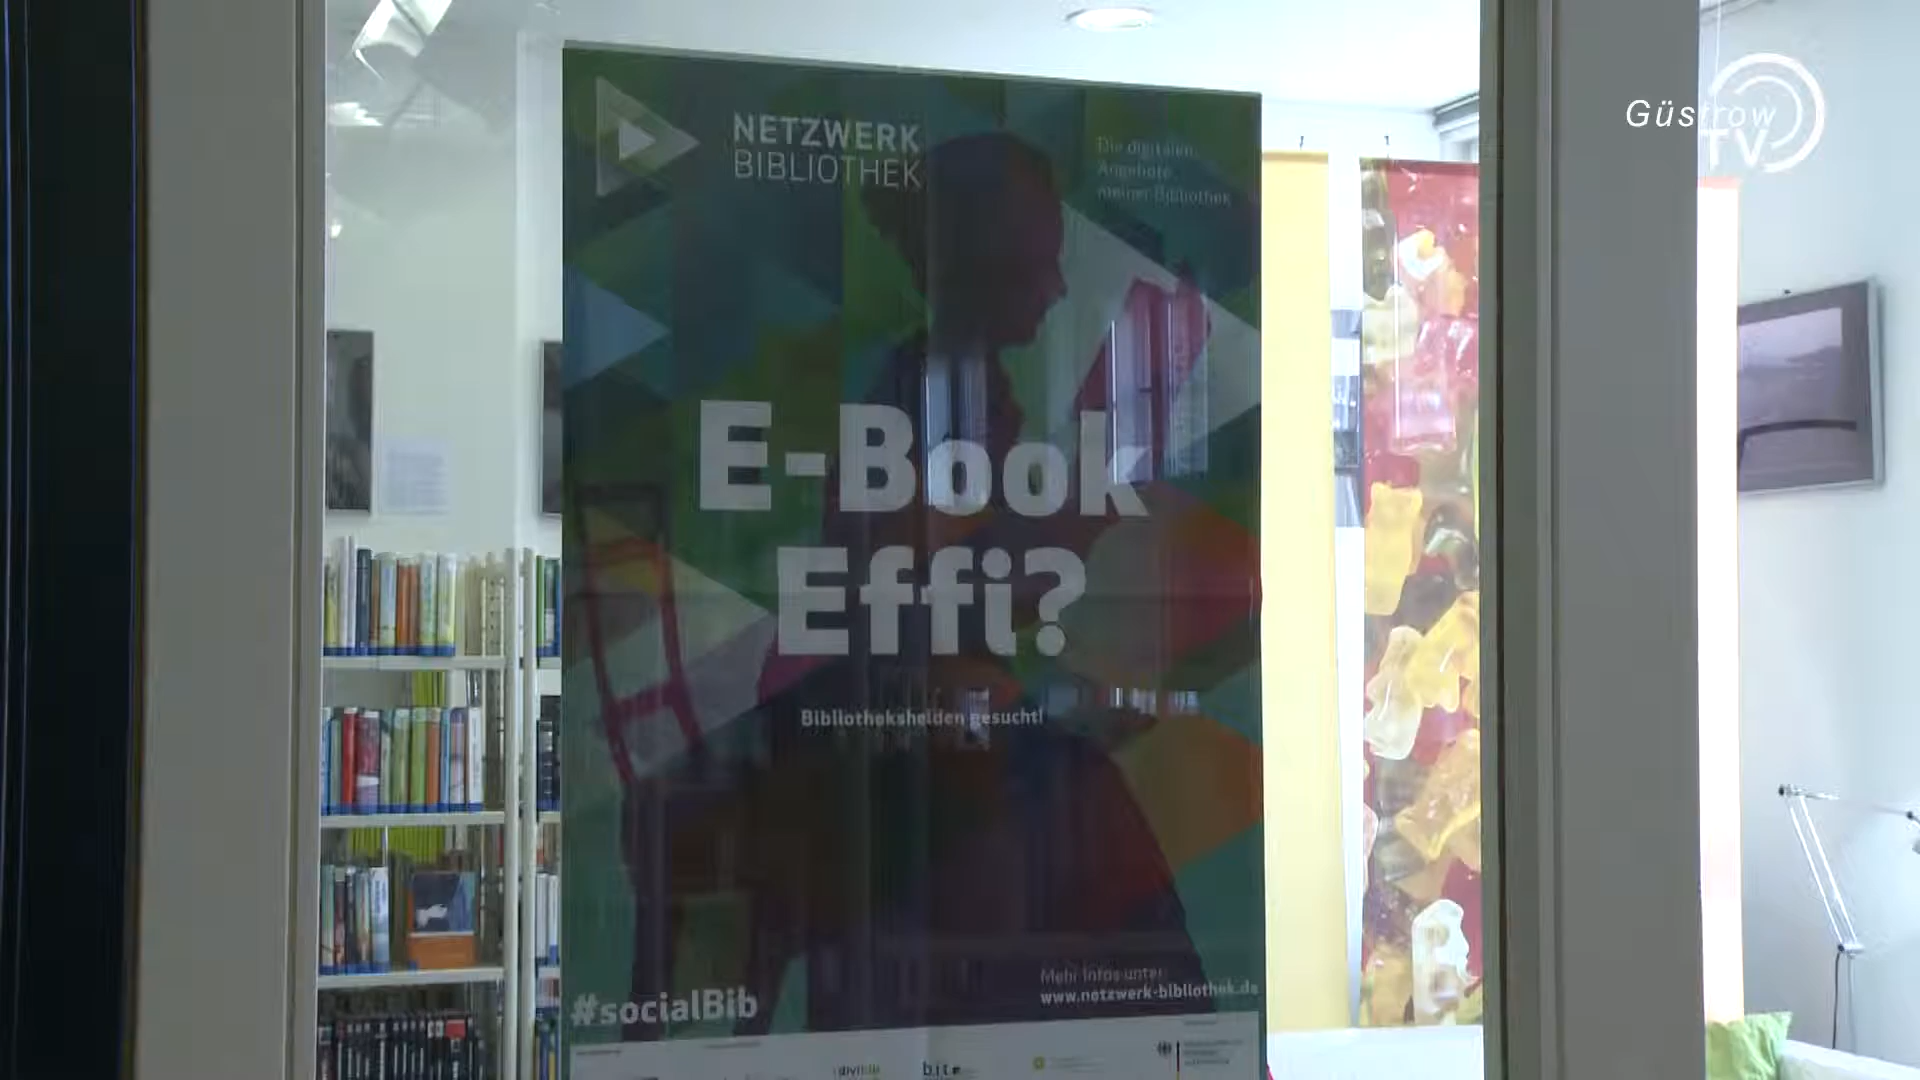 Güstrow
TV
NETZWERK
BIBLIOTHEK
Die digitalen
Angebote
meiner Bibliothek
E-Book
Effi?
Bibliothekshelden gesucht!
Mehr Infos unter:
www.netzwerk-bibliothek.de
#socialBib
divibib
b.i.t